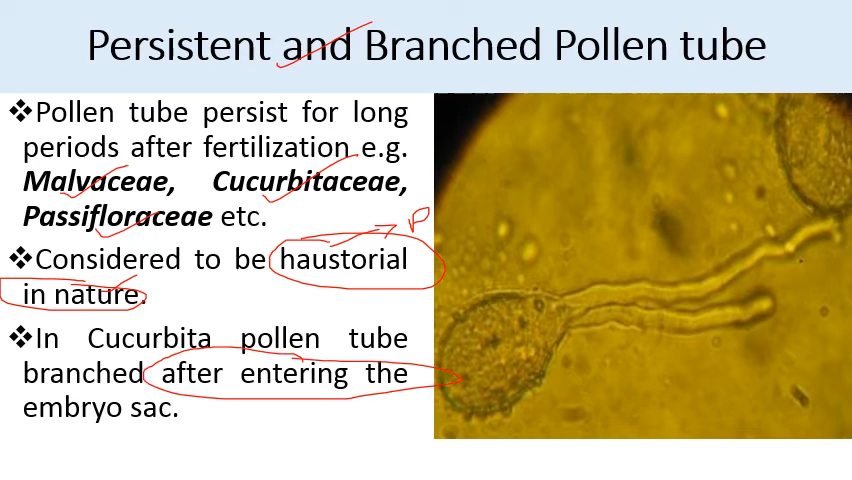 Persistent and Branched Pollen tube
❖Pollen tube persist for long
periods after fertilization e.g.
Malvaceae, Cucurbitaceae,
Passifloraceae etc.
P
❖Considered to be haustorial
in nature.
❖In Cucurbita pollen tube
branched after entering the
embryo sac.